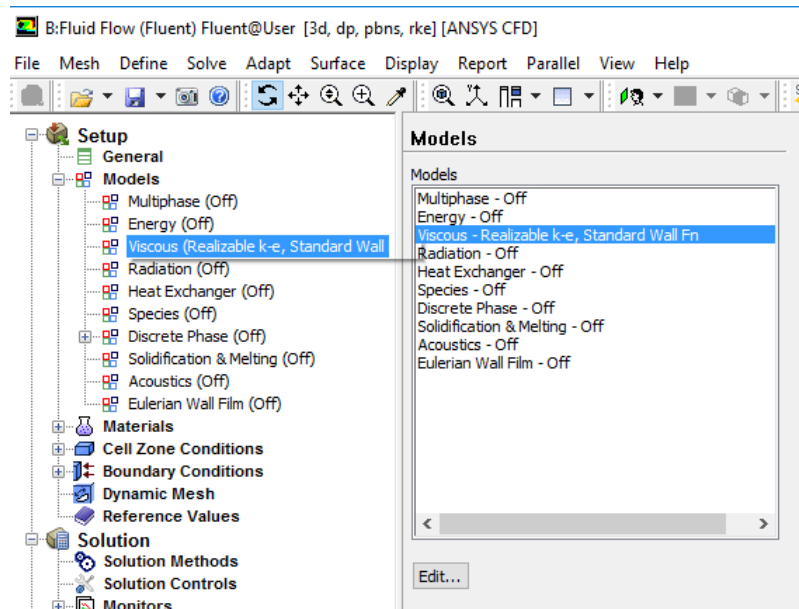 B:Fluid Flow (Fluent) Fluent@User [3d, dp, pbns, rke] [ANSYS CFD]
File Mesh Define Solve Adapt Surface Display Report Parallel View Help
Setup
General
Models
Multiphase (Off)
Energy (Off)
Viscous (Realizable k-e, Standard Wall
Radiation (Off)
Heat Exchanger (Off)
Species (Off)
Discrete Phase (Off)
Solidification & Melting (Off)
Acoustics (Off)
Eulerian Wall Film (Off)
Materials
Cell Zone Conditions
Boundary Conditions
Dynamic Mesh
Reference Values
Solution
Solution Methods
Solution Controls
Monitors
Models
Models
Multiphase - Off
Energy - Off
Viscous - Realizable k-e, Standard Wall Fn
Radiation - Off
Heat Exchanger - Off
Species - Off
Discrete Phase - Off
Solidification & Melting - Off
Acoustics - Off
Eulerian Wall Film - Off
Edit...